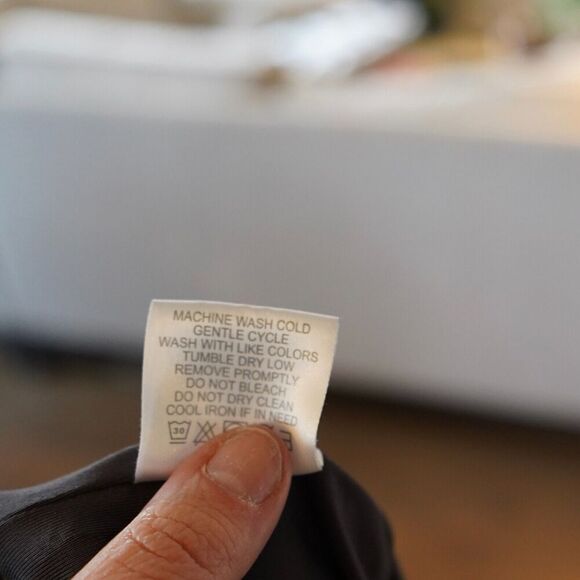 MACHINE WASH COLD
GENTLE CYCLE
WASH WITH LIKE COLORS
TUMBLE DRY LOW
REMOVE PROMPTLY
DO NOT BLEACH
DO NOT DRY CLEAN
COOL IRON IF IN NEED
30